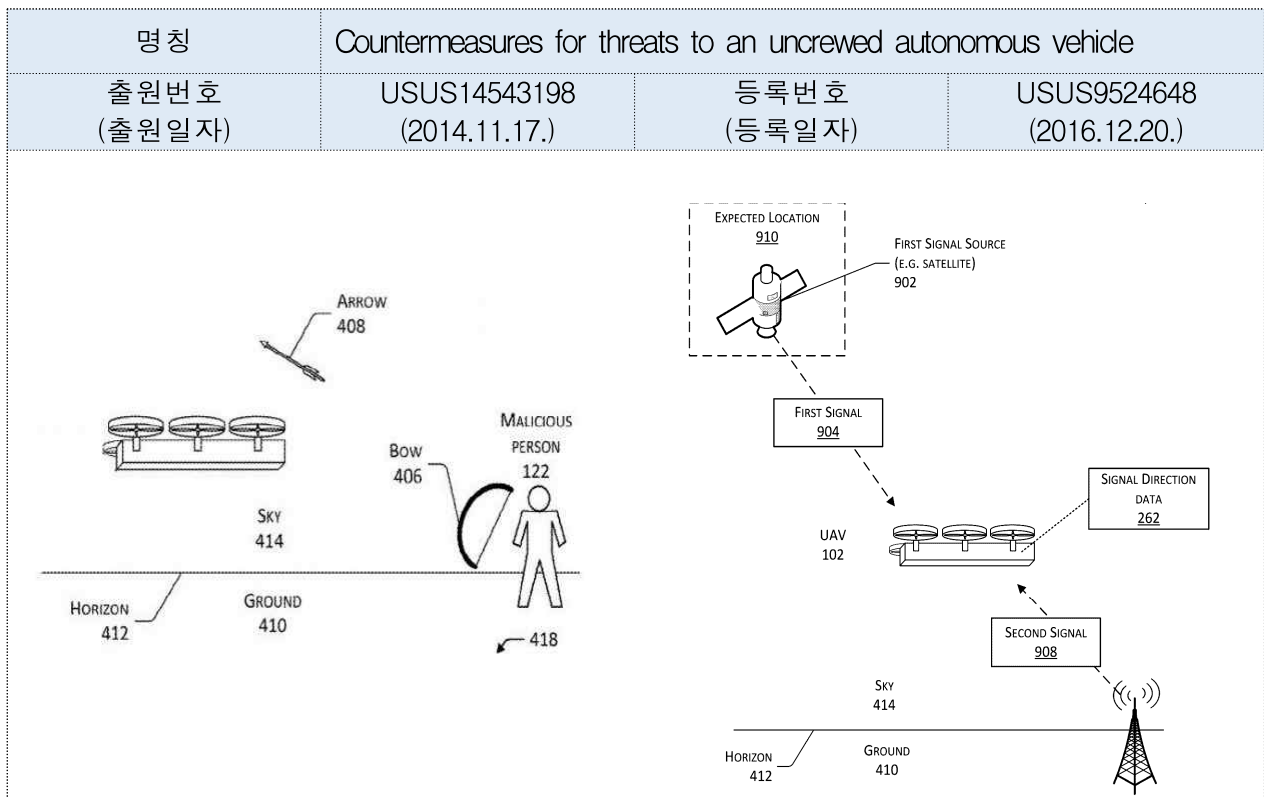 명칭
Countermeasures for threats to an uncrewed autonomous vehicle
출원번호
(출원일자)
USUS14543198
(2014.11.17.)
등록번호
(등록일자)
USUS9524648
(2016.12.20.)
ARROW
408
BOW
406
MALICIOUS
PERSON
122
SKY
414
HORIZON
412
GROUND
410
418
EXPECTED LOCATION
910
FIRST SIGNAL SOURCE
(E.G. SATELLITE)
902
FIRST SIGNAL
904
SIGNAL DIRECTION
DATA
262
UAV
102
SECOND SIGNAL
908
SKY
414
HORIZON
412
GROUND
410